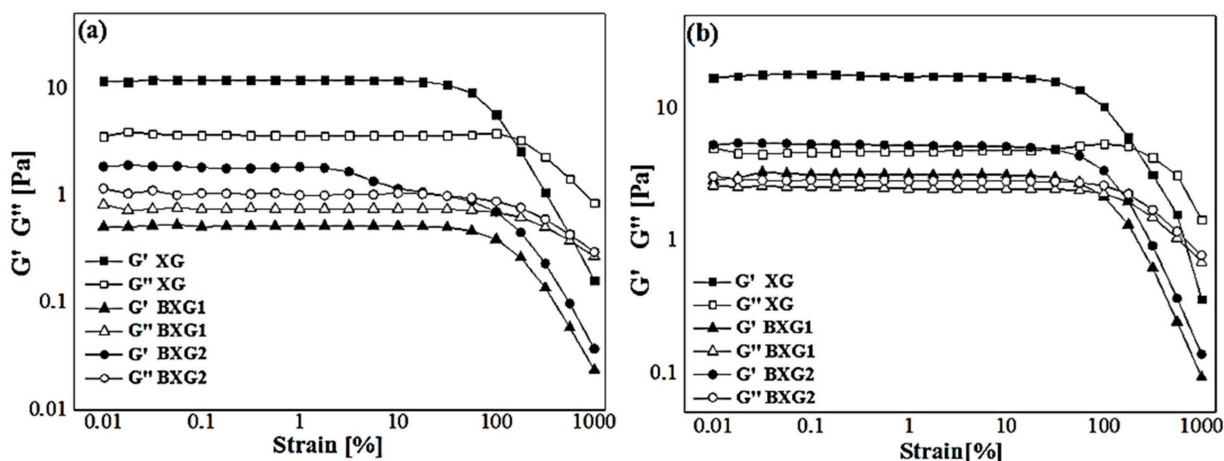 (a)
10
1
0.1
0.01
G' G" [Pa]
G' XG
G" XG
G' BXG1
G" BXG1
G' BXG2
G" BXG2
0.01 0.1 1 10 100 1000
Strain [%]
(b)
10
1
0.1
G' G" [Pa]
G' XG
G" XG
G' BXG1
G" BXG1
G' BXG2
G" BXG2
0.01 0.1 1 10 100 1000
Strain[%]